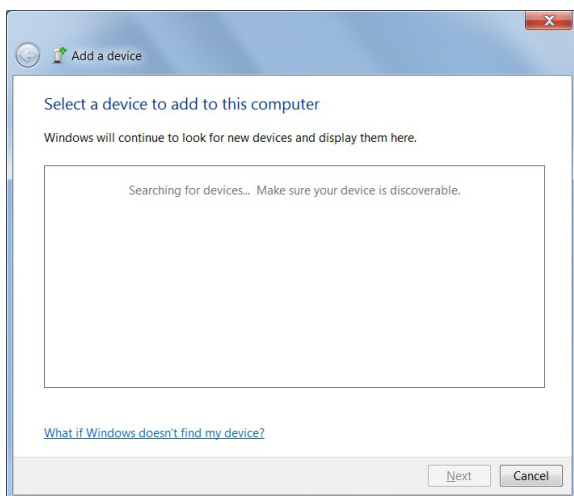 Add a device
Select a device to add to this computer
Windows will continue to look for new devices and display them here.
Searching for devices... Make sure your device is discoverable.
What if Windows doesn't find my device?
Next
Cancel